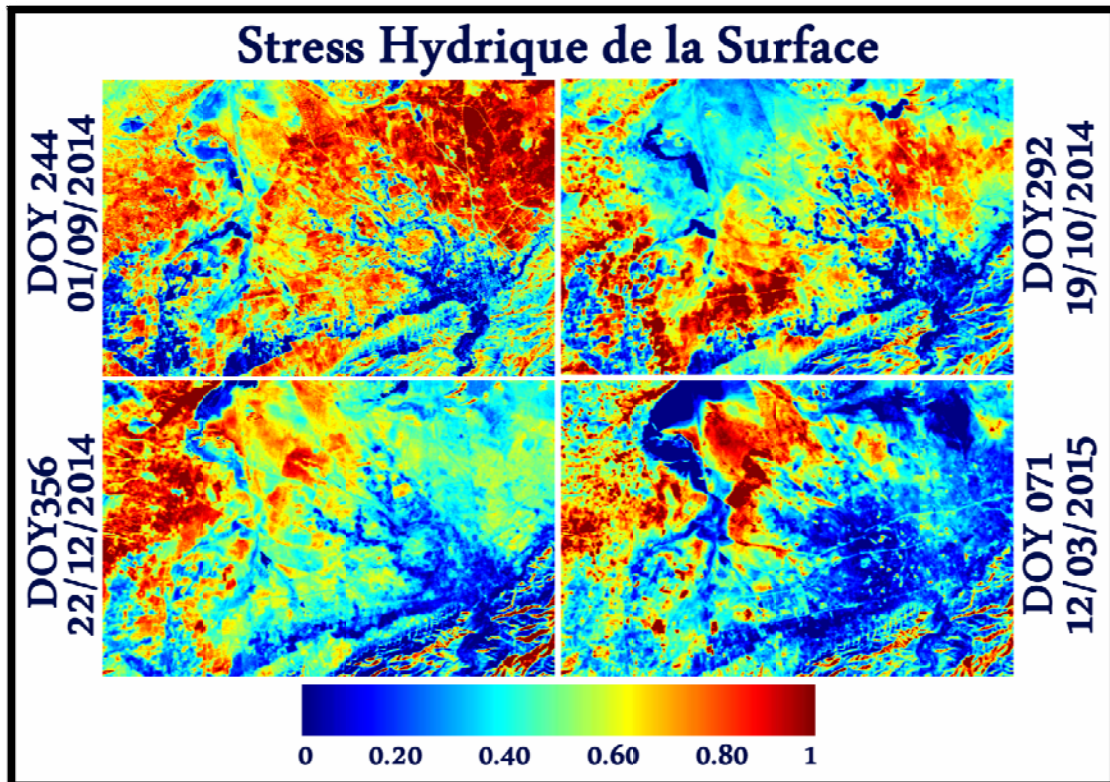 Stress Hydrique de la Surface
DOY 244
01/09/2014
DOY292
19/10/2014
DOY356
22/12/2014
DOY 071
12/03/2015
0 0.20 0.40 0.60 0.80 1